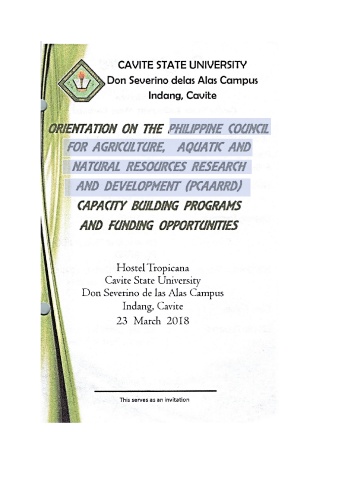 CAVITE STATE UNIVERSITY
Don Severino delas Alas Campus
Indang, Cavite
ORIENTATION ON THE PHILIPPINE COUNCIL
FOR AGRICULTURE, AQUATIC AND
NATURAL RESOURCES RESEARCH
AND DEVELOPMENT (PCAARRD)
CAPACITY BUILDING PROGRAMS
AND FUNDING OPPORTUNITIES
Hostel Tropicana
Cavite State University
Don Severino de las Alas Campus
Indang, Cavite
23 March 2018
This serves as an invitation